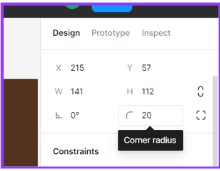 Design Prototype Inspect
X 215 Y 57
W 141 H 112
0° 20
Corner radius
Constraints